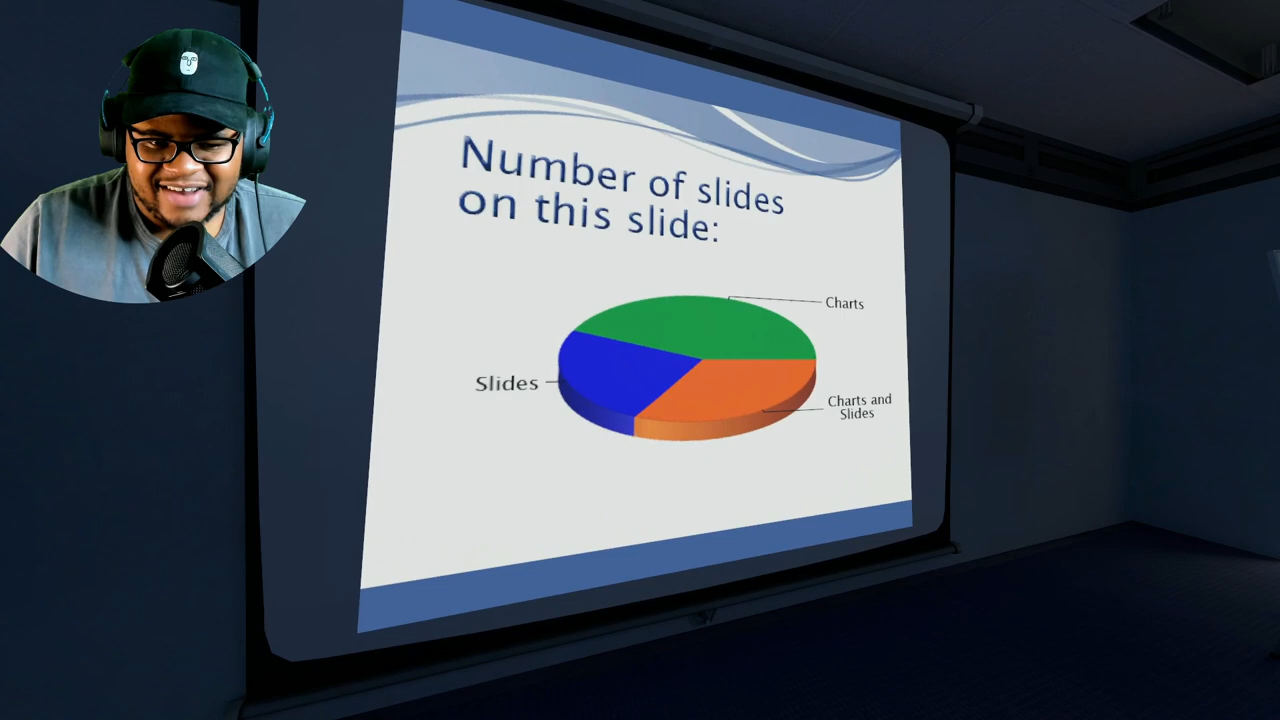 Number of slides
on this slide:
Charts
Slides
Charts and
Slides